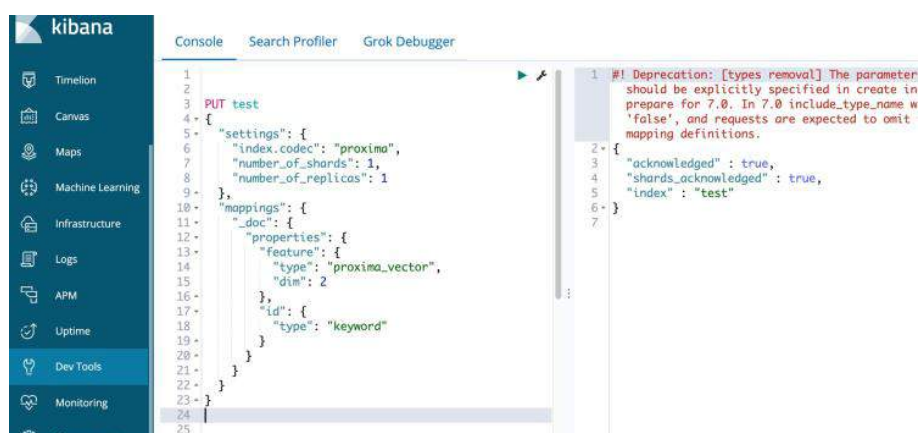 kibana
Console Search Profiler Grok Debugger
Timelion
Canvas
Maps
Machine Learning
Infrastructure
Logs
APM
Uptime
Dev Tools
Monitoring
1
2
3 PUT test
4 {
5 "settings": {
6 "index.codec": "proxima",
7 "number_of_shards": 1,
8 "number_of_replicas": 1
9 },
10 "mappings": {
11 "_doc": {
12 "properties": {
13 "feature": {
14 "type": "proxima_vector",
15 "dim": 2
16 },
17 "id": {
18 "type": "keyword"
19 }
20 }
21 }
22 }
23 }
24
25
1 #! Deprecation: [types removal] The parameter
should be explicitly specified in create in
prepare for 7.0. In 7.0 include_type_name w
'false', and requests are expected to omit
mapping definitions.
2 {
3 "acknowledged" : true,
4 "shards_acknowledged" : true,
5 "index" : "test"
6 }
7